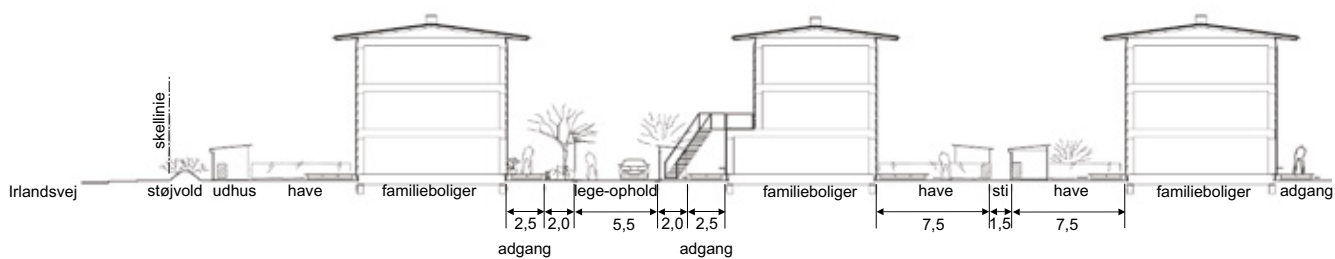 skellinie
Irlandsvej støjvold udhus have familieboliger lege-ophold familieboliger have sti have familieboliger adgang
2,5 2,0 5,5 2,0 2,5 7,5 1,5 7,5
adgang adgang